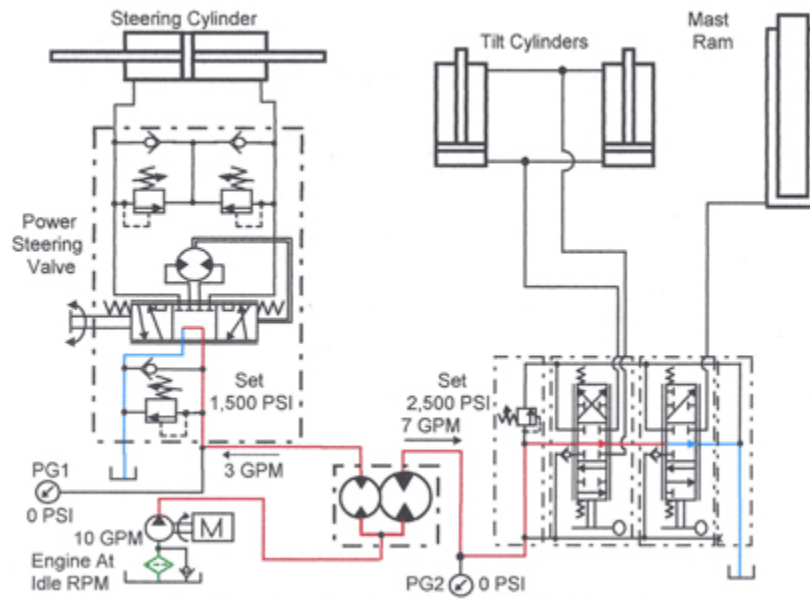 Steering Cylinder
Tilt Cylinders
Mast
Ram
Power
Steering
Valve
Set
1,500 PSI
Set
2,500 PSI
7 GPM
3 GPM
PG1
0 PSI
10 GPM
M
Engine At
Idle RPM
PG2
0 PSI